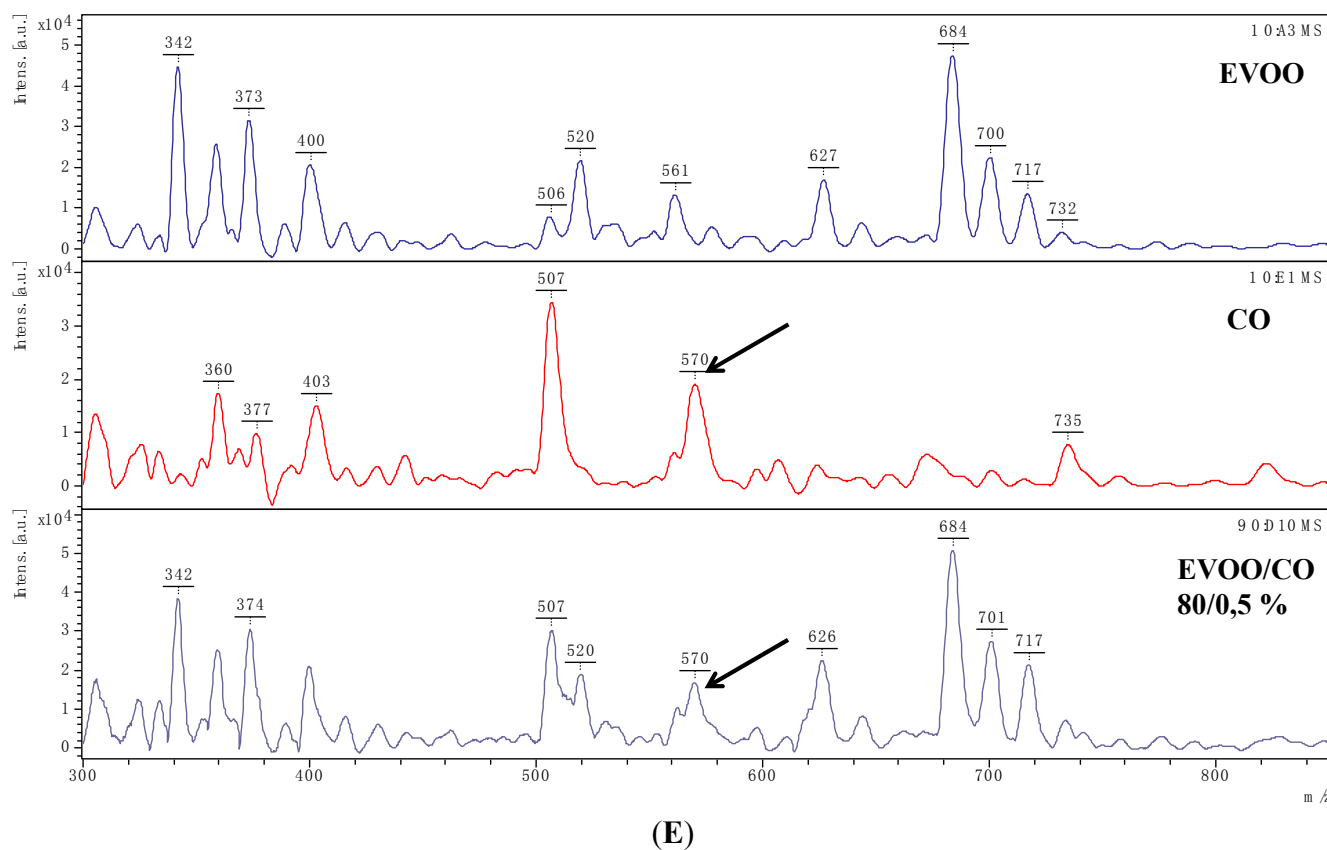 x10⁴
Intens. [a.u.]
5
4
3
2
1
0
342
373
400
506
520
561
627
684
700
717
732
10:A3 MS
EVOO
x10⁴
Intens. [a.u.]
3
2
1
0
360
377
403
507
570
735
10:E1 MS
CO
x10⁴
Intens. [a.u.]
5
4
3
2
1
0
342
374
507
520
570
626
684
701
717
90:D10 MS
EVOO/CO
80/0,5 %
300 400 500 600 700 800
m/z
(E)